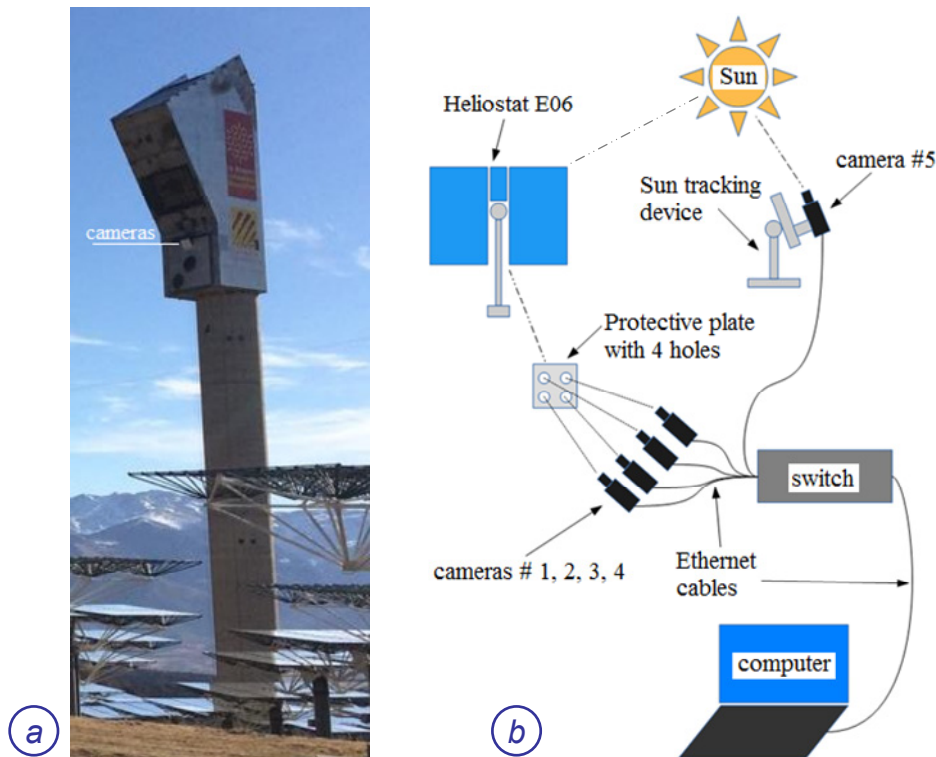 cameras
a
Sun
Heliostat E06
camera #5
Sun tracking
device
Protective plate
with 4 holes
switch
cameras # 1, 2, 3, 4
Ethernet
cables
computer
b